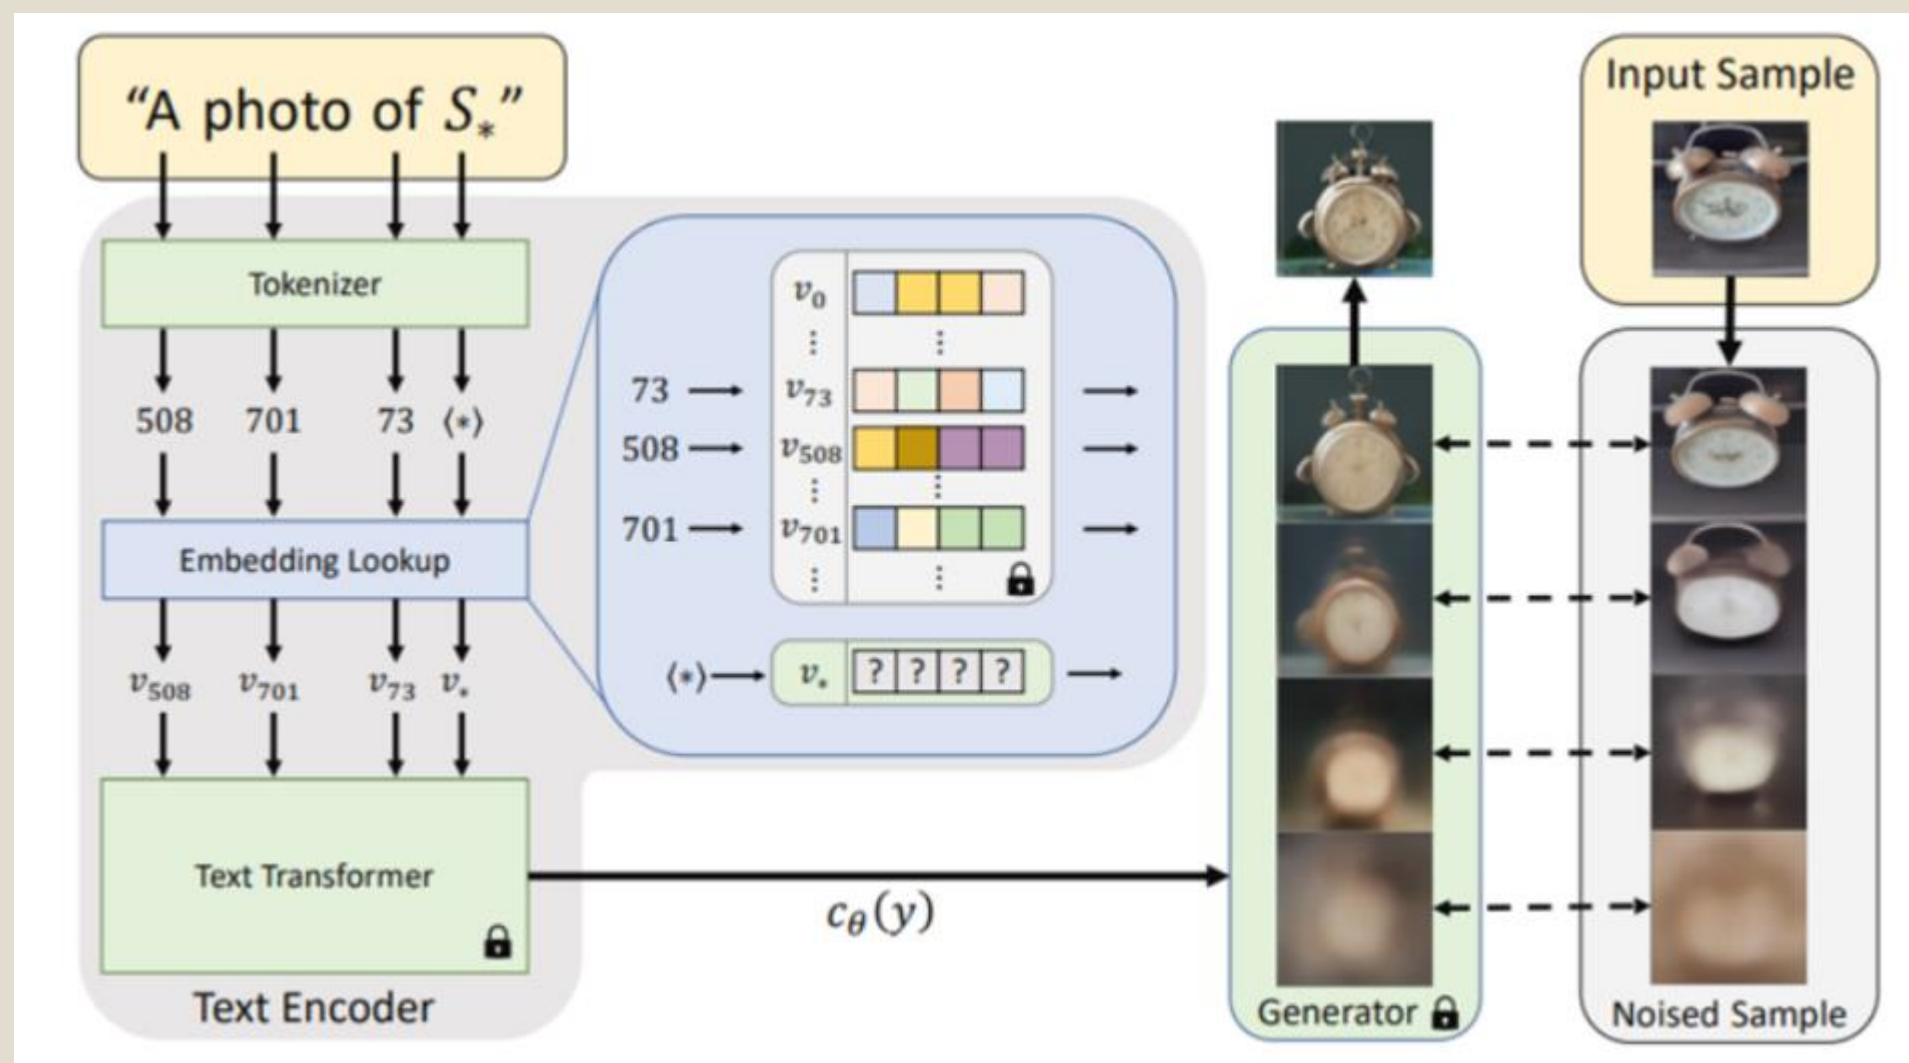 “A photo of S*”
Tokenizer
508 701 73 ⟨*⟩
Embedding Lookup
v508 v701 v73 v*
Text Transformer
Text Encoder
v0
⋮ ⋮
73 v73
508 v508
⋮ ⋮
701 v701
⋮ ⋮
⟨*⟩ v* ? ? ? ?
cθ(y)
Generator
Input Sample
Noised Sample